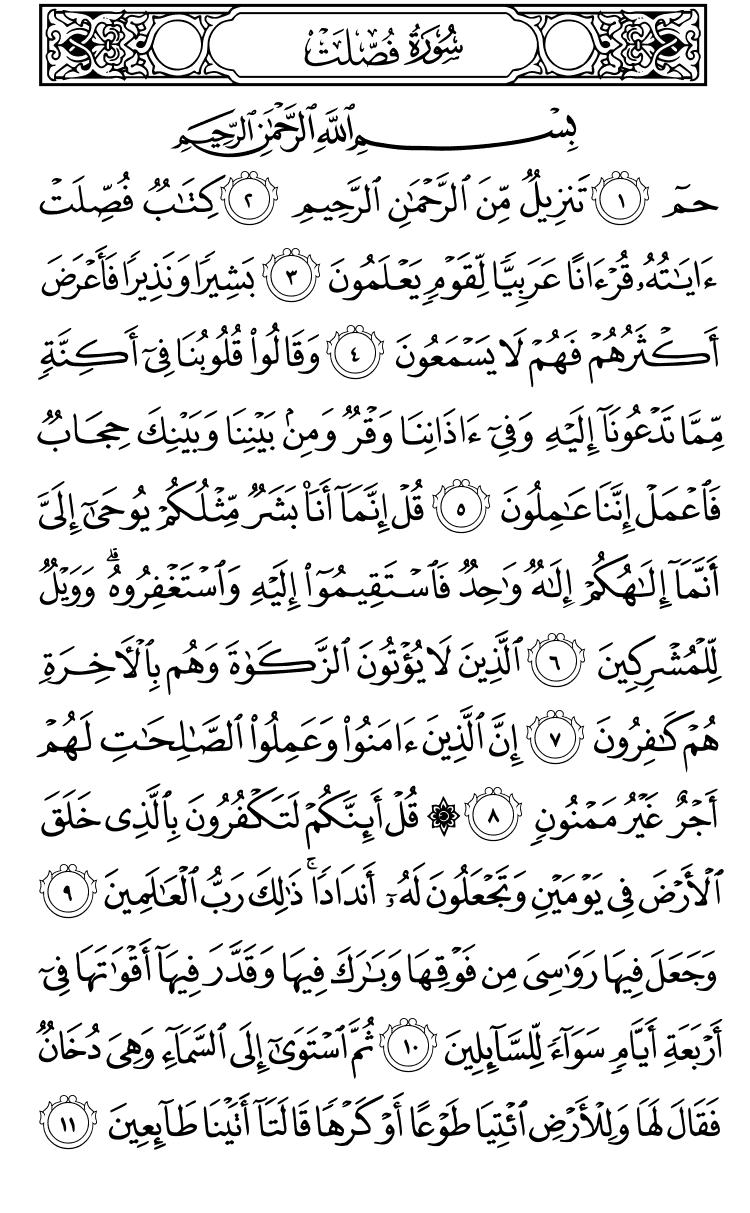 سُورَةُ فُصِّلَتْ
بِسْمِ ٱللَّهِ ٱلرَّحْمَٰنِ ٱلرَّحِيمِ
حمٓ ١ تَنزِيلٌ مِّنَ ٱلرَّحْمَٰنِ ٱلرَّحِيمِ ٢ كِتَٰبٌ فُصِّلَتْ
ءَايَٰتُهُۥ قُرْءَانًا عَرَبِيًّا لِّقَوْمٍ يَعْلَمُونَ ٣ بَشِيرًا وَنَذِيرًا فَأَعْرَضَ
أَكْثَرُهُمْ فَهُمْ لَا يَسْمَعُونَ ٤ وَقَالُوا۟ قُلُوبُنَا فِىٓ أَكِنَّةٍ
مِّمَّا تَدْعُونَآ إِلَيْهِ وَفِىٓ ءَاذَانِنَا وَقْرٌ وَمِنۢ بَيْنِنَا وَبَيْنِكَ حِجَابٌ
فَٱعْمَلْ إِنَّنَا عَٰمِلُونَ ٥ قُلْ إِنَّمَآ أَنَا۠ بَشَرٌ مِّثْلُكُمْ يُوحَىٰٓ إِلَىَّ
أَنَّمَآ إِلَٰهُكُمْ إِلَٰهٌ وَٰحِدٌ فَٱسْتَقِيمُوٓا۟ إِلَيْهِ وَٱسْتَغْفِرُوهُ ۗ وَوَيْلٌ
لِّلْمُشْرِكِينَ ٦ ٱلَّذِينَ لَا يُؤْتُونَ ٱلزَّكَوٰةَ وَهُم بِٱلْءَاخِرَةِ
هُمْ كَٰفِرُونَ ٧ إِنَّ ٱلَّذِينَ ءَامَنُوا۟ وَعَمِلُوا۟ ٱلصَّٰلِحَٰتِ لَهُمْ
أَجْرٌ غَيْرُ مَمْنُونٍ ٨ ۞ قُلْ أَئِنَّكُمْ لَتَكْفُرُونَ بِٱلَّذِى خَلَقَ
ٱلْأَرْضَ فِى يَوْمَيْنِ وَتَجْعَلُونَ لَهُۥٓ أَندَادًا ۚ ذَٰلِكَ رَبُّ ٱلْعَٰلَمِينَ ٩
وَجَعَلَ فِيهَا رَوَٰسِىَ مِن فَوْقِهَا وَبَٰرَكَ فِيهَا وَقَدَّرَ فِيهَآ أَقْوَٰتَهَا فِىٓ
أَرْبَعَةِ أَيَّامٍ سَوَآءً لِّلسَّآئِلِينَ ١٠ ثُمَّ ٱسْتَوَىٰٓ إِلَى ٱلسَّمَآءِ وَهِىَ دُخَانٌ
فَقَالَ لَهَا وَلِلْأَرْضِ ٱئْتِيَا طَوْعًا أَوْ كَرْهًا قَالَتَآ أَتَيْنَا طَآئِعِينَ ١١